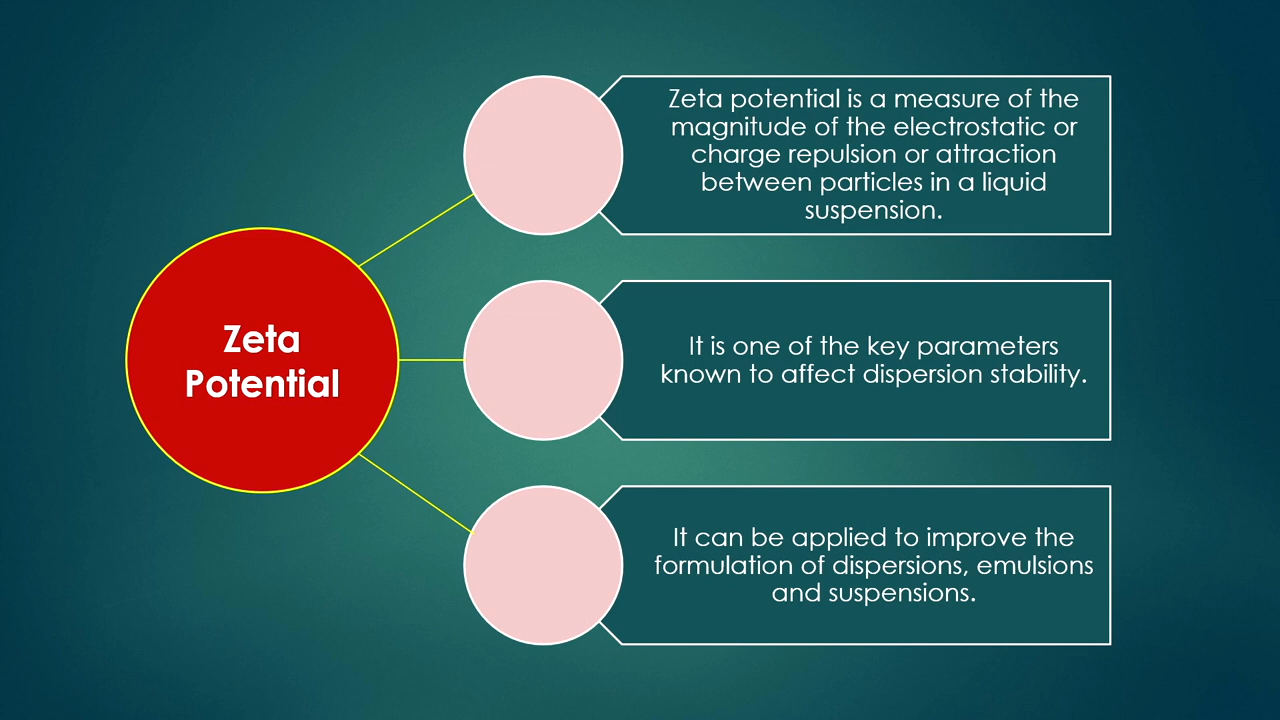 Zeta
Potential
Zeta potential is a measure of the
magnitude of the electrostatic or
charge repulsion or attraction
between particles in a liquid
suspension.
It is one of the key parameters
known to affect dispersion stability.
It can be applied to improve the
formulation of dispersions, emulsions
and suspensions.